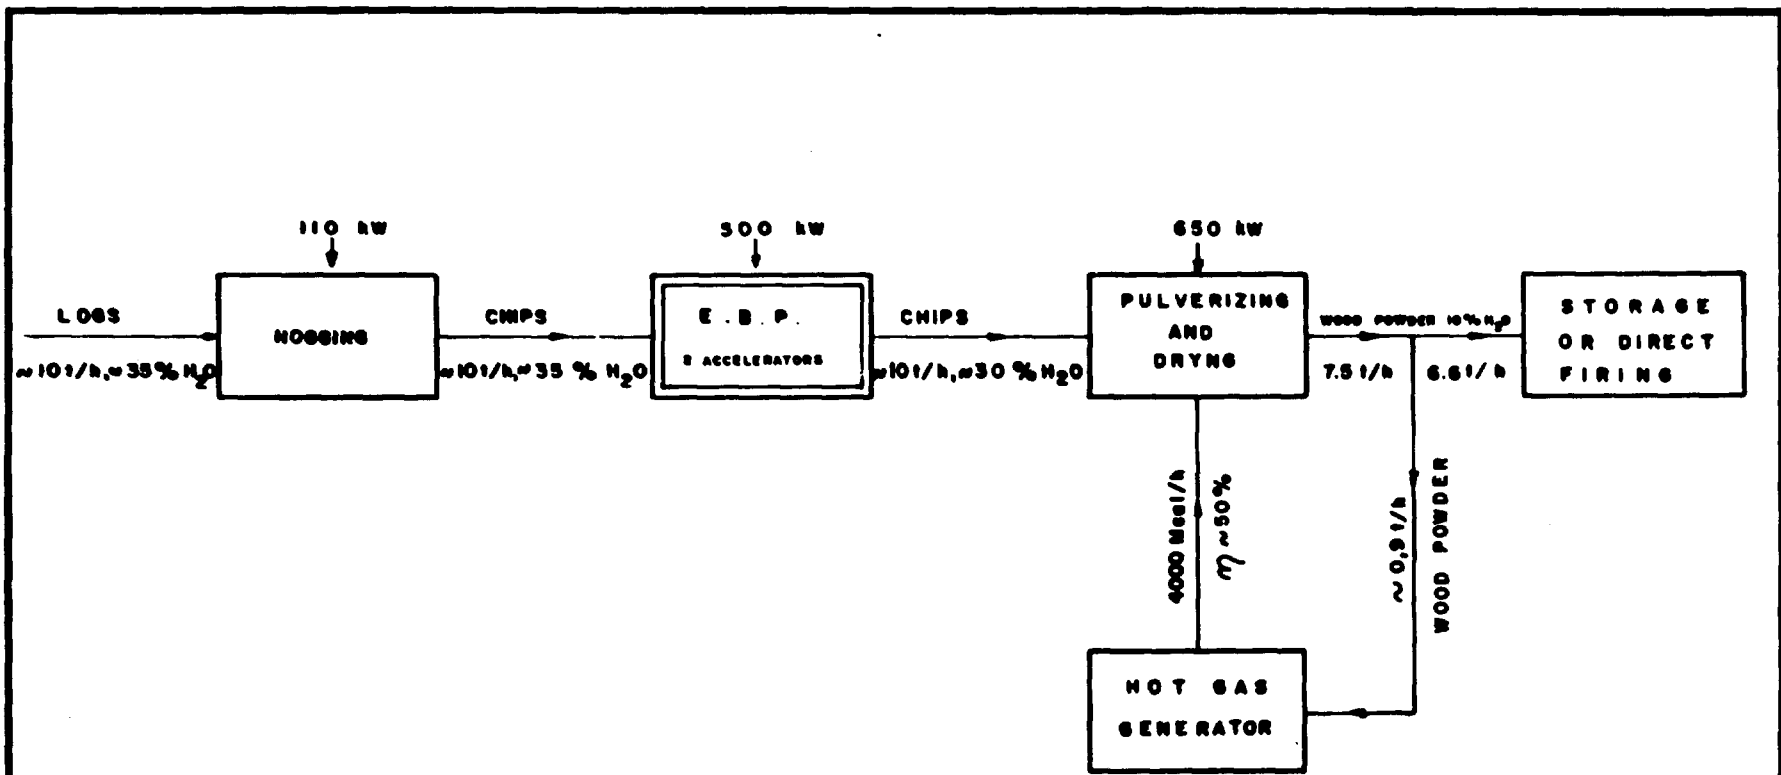 110 kW
500 kW
650 kW
LOGS
~10t/h,~35% H2O
HOGGING
CHIPS
~10t/h,~35 % H2O
E.B.P.
2 ACCELERATORS
CHIPS
~10t/h,~30 % H2O
PULVERIZING
AND
DRYNG
WOOD POWDER 10% H2O
7.5 t/h
6.6 t/h
STORAGE
OR DIRECT
FIRING
4000 Mcal/h
η ~50%
~0,9 t/h
WOOD POWDER
HOT GAS
GENERATOR